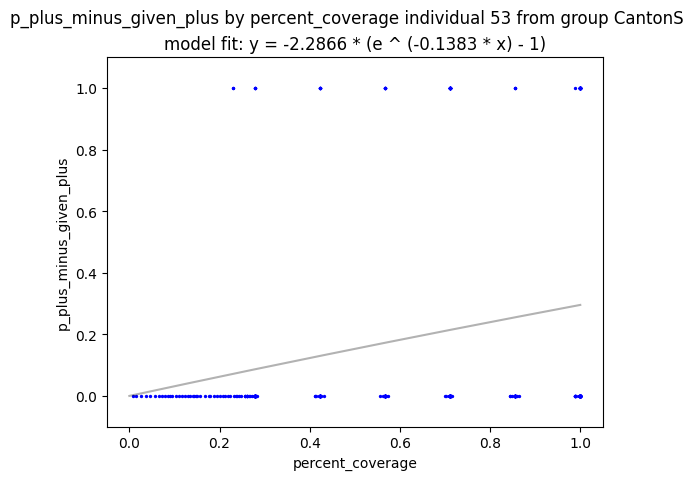 p_plus_minus_given_plus by percent_coverage individual 53 from group CantonS
model fit: y = -2.2866 * (e ^ (-0.1383 * x) - 1)
p_plus_minus_given_plus
1.0
0.8
0.6
0.4
0.2
0.0
0.0 0.2 0.4 0.6 0.8 1.0
percent_coverage